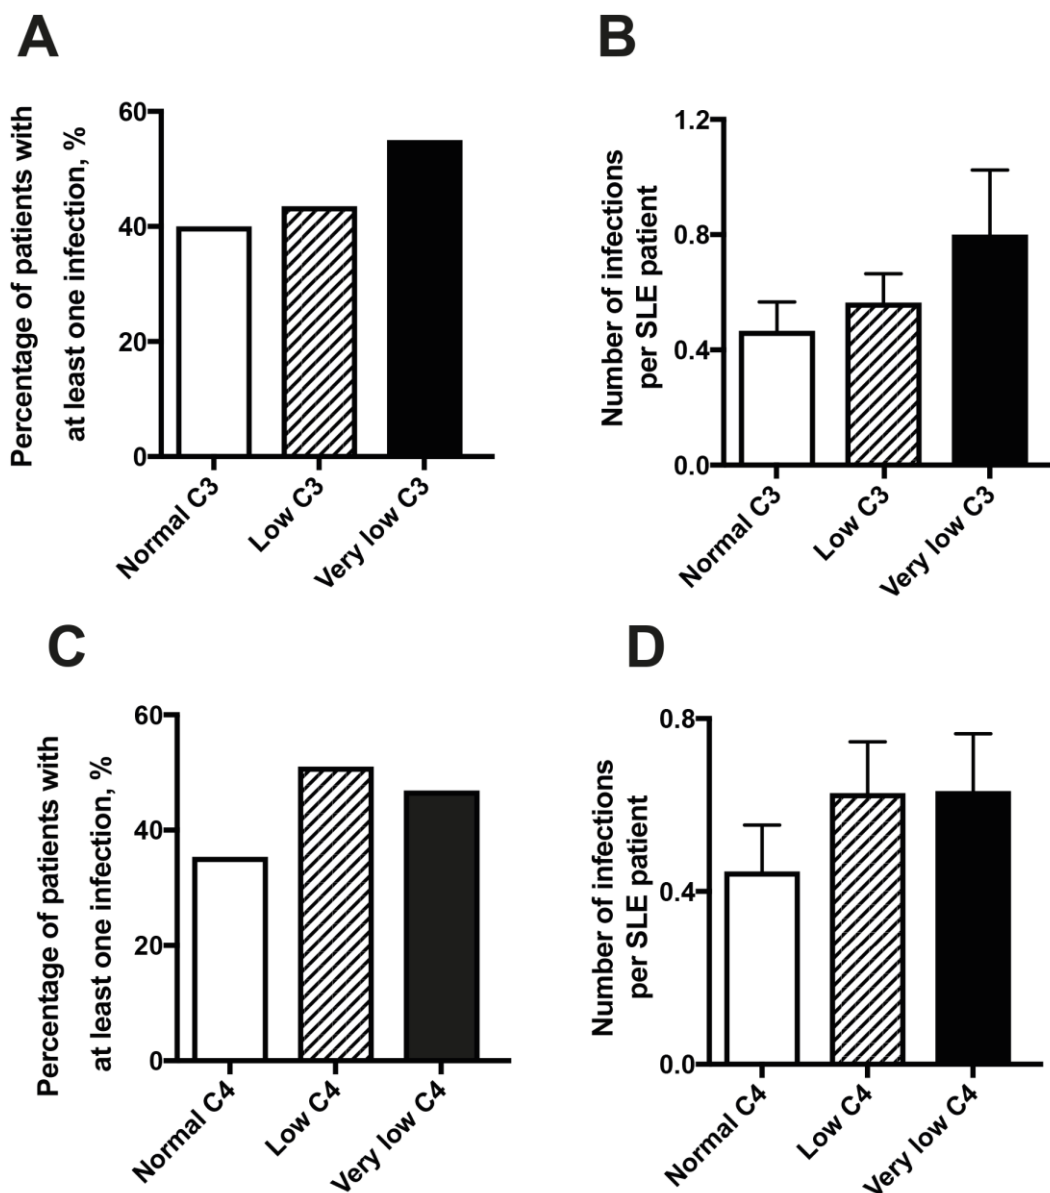 A
Percentage of patients with
at least one infection, %
60
40
20
0
Normal C3
Low C3
Very low C3
B
Number of infections
per SLE patient
1.2
0.8
0.4
0.0
Normal C3
Low C3
Very low C3
C
Percentage of patients with
at least one infection, %
60
40
20
0
Normal C4
Low C4
Very low C4
D
Number of infections
per SLE patient
0.8
0.4
0.0
Normal C4
Low C4
Very low C4